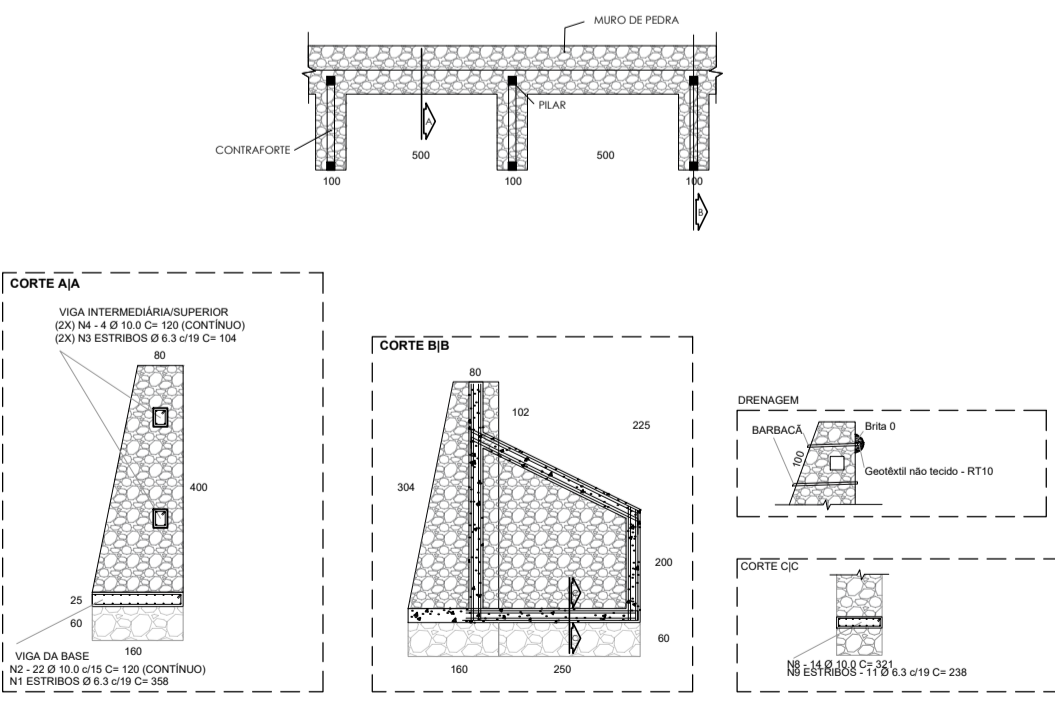 MURO DE PEDRA
PILAR
A
CONTRAFORTE
500
500
100
100
100
B
CORTE A|A
VIGA INTERMEDIÁRIA/SUPERIOR
(2X) N4 - 4 Ø 10.0 C= 120 (CONTÍNUO)
(2X) N3 ESTRIBOS Ø 6.3 c/19 C= 104
80
400
25
60
160
VIGA DA BASE
N2 - 22 Ø 10.0 c/15 C= 120 (CONTÍNUO)
N1 ESTRIBOS Ø 6.3 c/19 C= 358
CORTE B|B
80
102
225
304
200
C
C
60
160
250
DRENAGEM
BARBACÃ
Brita 0
100
Geotêxtil não tecido - RT10
CORTE C|C
N8 - 14 Ø 10.0 C= 321
N9 ESTRIBOS - 11 Ø 6.3 c/19 C= 238